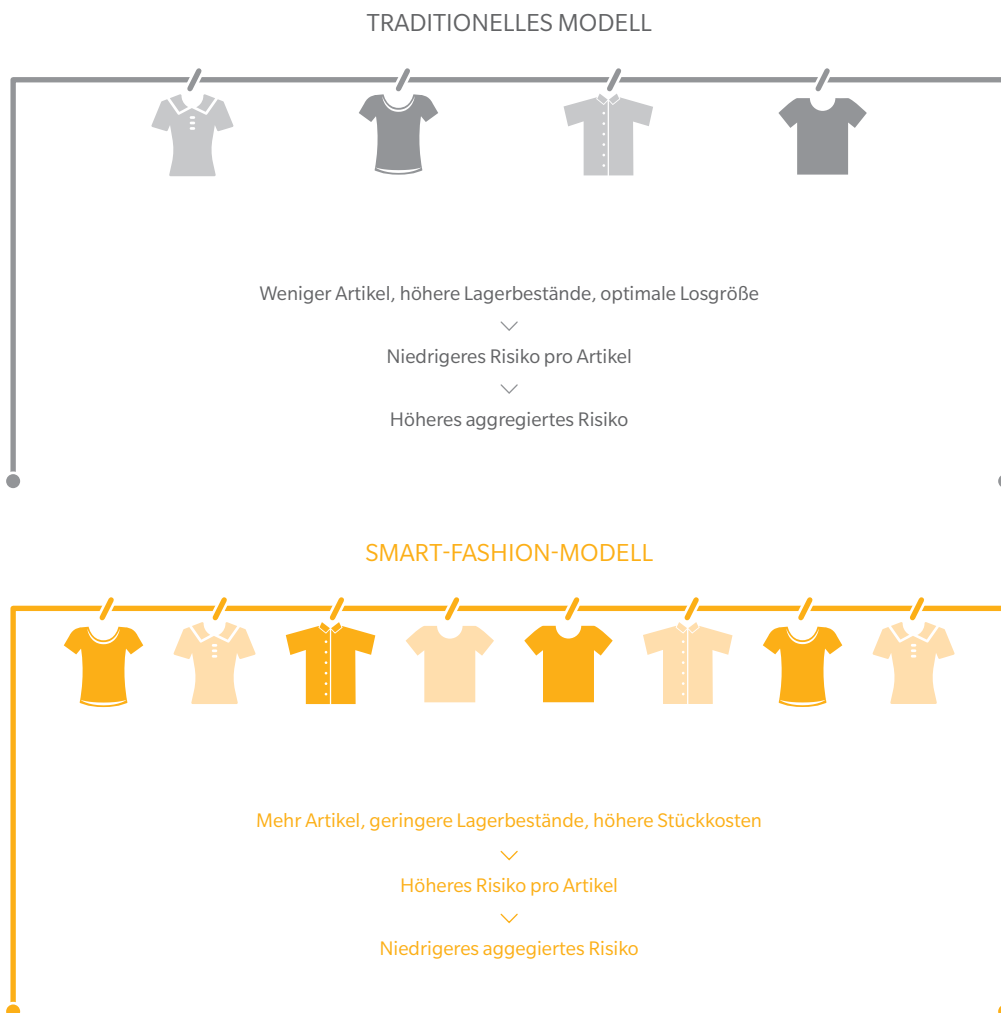 TRADITIONELLES MODELL
Weniger Artikel, höhere Lagerbestände, optimale Losgröße
Niedrigeres Risiko pro Artikel
Höheres aggregiertes Risiko
SMART-FASHION-MODELL
Mehr Artikel, geringere Lagerbestände, höhere Stückkosten
Höheres Risiko pro Artikel
Niedrigeres aggegiertes Risiko